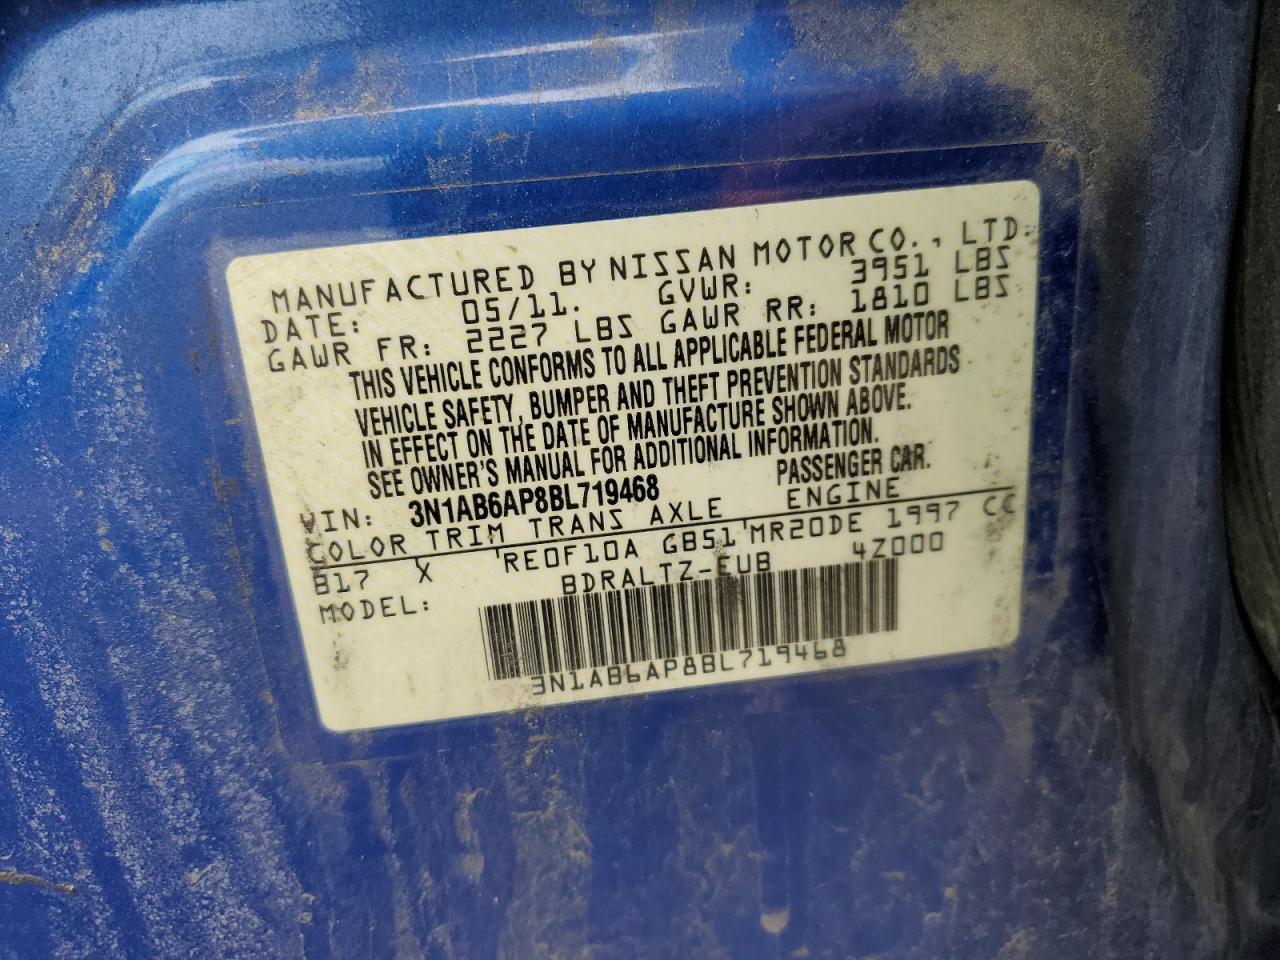 MANUFACTURED BY NISSAN MOTOR CO., LTD.
DATE: 05/11. GVWR: 3951 LBS
GAWR FR: 2227 LBS GAWR RR: 1810 LBS
THIS VEHICLE CONFORMS TO ALL APPLICABLE FEDERAL MOTOR
VEHICLE SAFETY, BUMPER AND THEFT PREVENTION STANDARDS
IN EFFECT ON THE DATE OF MANUFACTURE SHOWN ABOVE.
SEE OWNER'S MANUAL FOR ADDITIONAL INFORMATION.
VIN: 3N1AB6AP8BL719468 PASSENGER CAR.
COLOR TRIM TRANS AXLE ENGINE
B17 X RE0F10A GB51 MR20DE 1997 CC
MODEL: BDRALTZ-EUB 4Z000
3N1AB6AP8BL719468